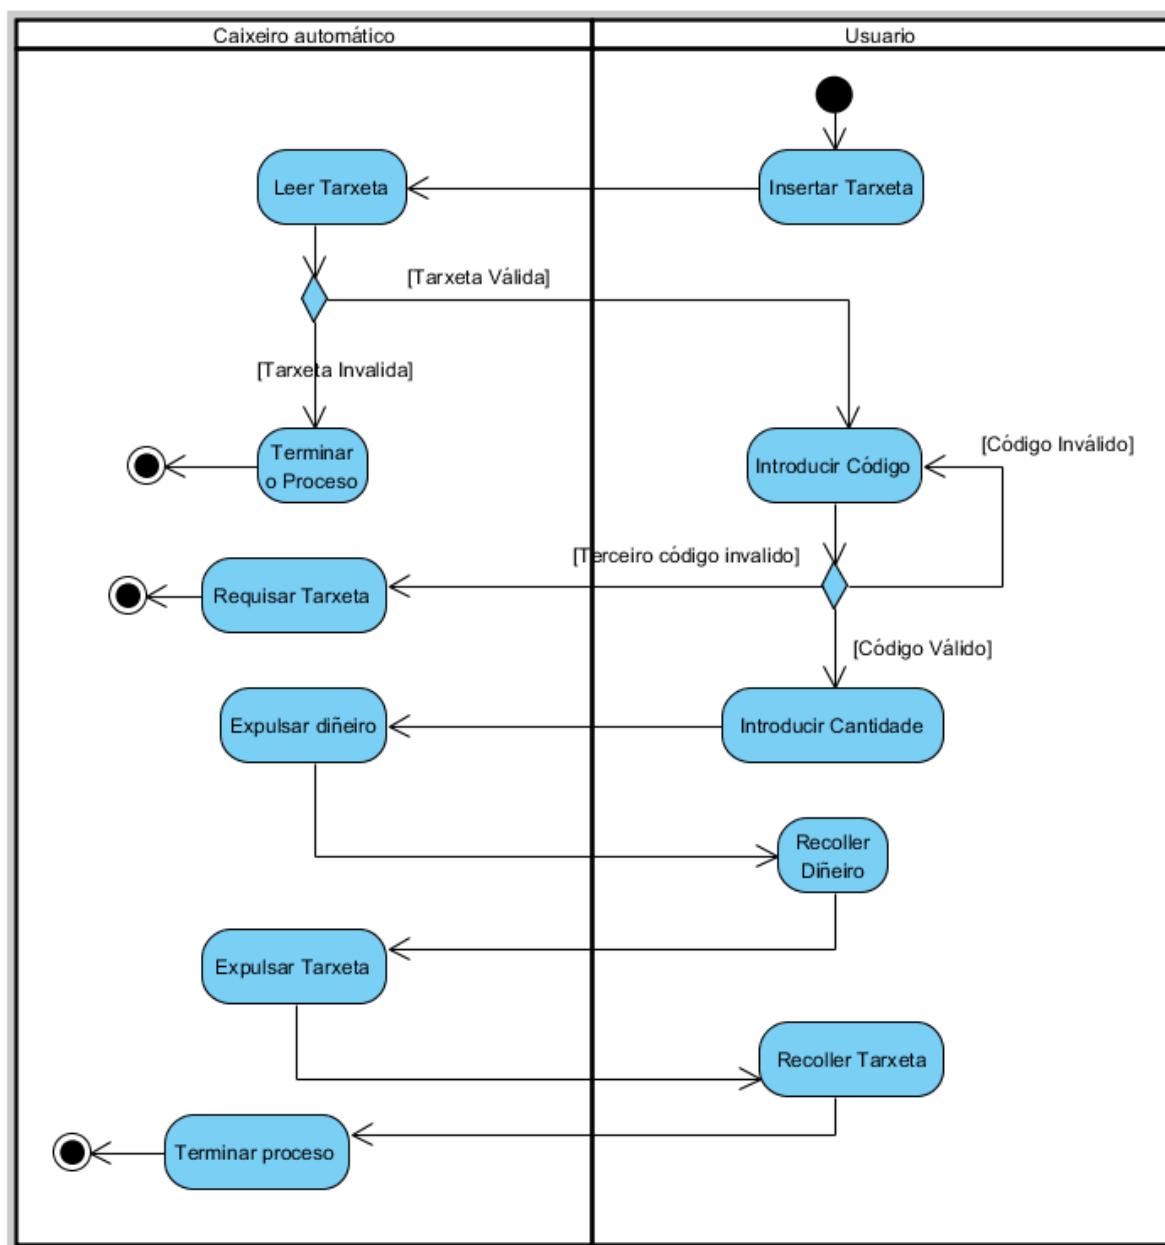 Caixeiro automático
Usuario
Leer Tarxeta
Insertar Tarxeta
[Tarxeta Válida]
[Tarxeta Invalida]
Terminar
o Proceso
Introducir Código
[Código Inválido]
[Terceiro código invalido]
Requisar Tarxeta
[Código Válido]
Expulsar diñeiro
Introducir Cantidade
Recoller
Diñeiro
Expulsar Tarxeta
Recoller Tarxeta
Terminar proceso